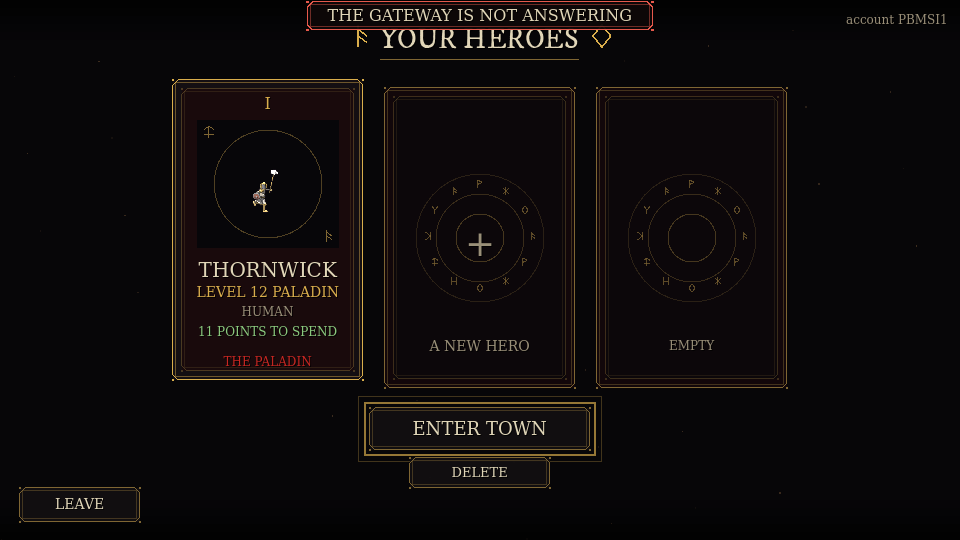 THE GATEWAY IS NOT ANSWERING
account PBMSI1
YOUR HEROES
I
THORNWICK
LEVEL 12 PALADIN
HUMAN
11 POINTS TO SPEND
THE PALADIN
A NEW HERO
EMPTY
ENTER TOWN
DELETE
LEAVE